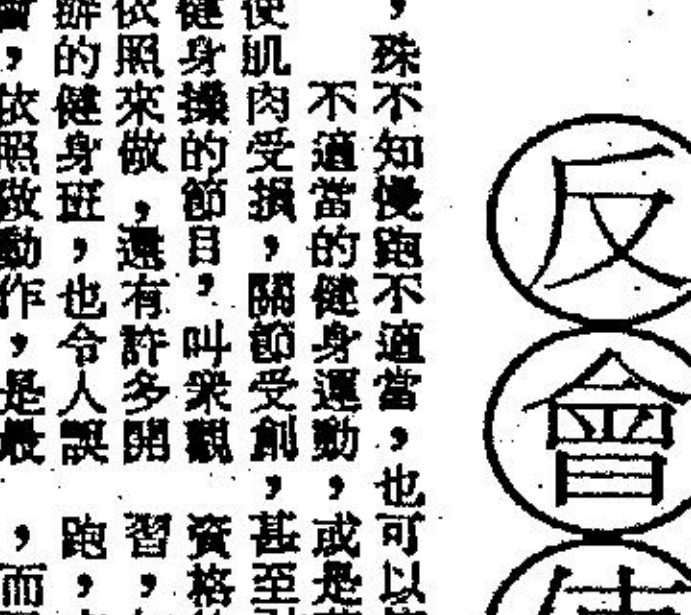 反會
，殊不知慢跑不適當，也可以
不適當的健身運動，或是
使肌肉受損，關節受創，甚至
健身操的節目，叫眾觀資格
依照來做，還有許多開習，
辦的健身班，也令人誤跑，
，依照做動作，是最，而